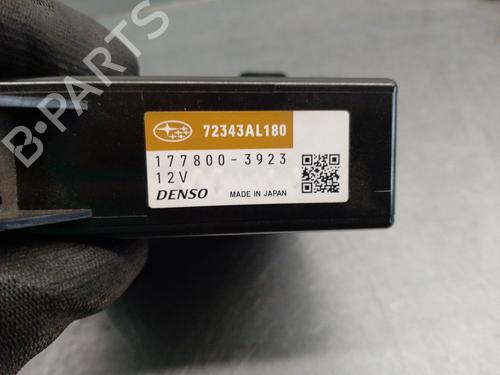 72343AL180
177800-3923
12V
DENSO MADE IN JAPAN
B-PARTS